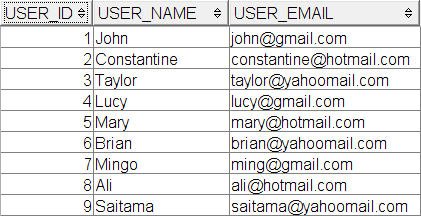 USER_ID USER_NAME USER_EMAIL
1 John john@gmail.com
2 Constantine constantine@hotmail.com
3 Taylor taylor@yahoomail.com
4 Lucy lucy@gmail.com
5 Mary mary@hotmail.com
6 Brian brian@yahoomail.com
7 Mingo ming@gmail.com
8 Ali ali@hotmail.com
9 Saitama saitama@yahoomail.com